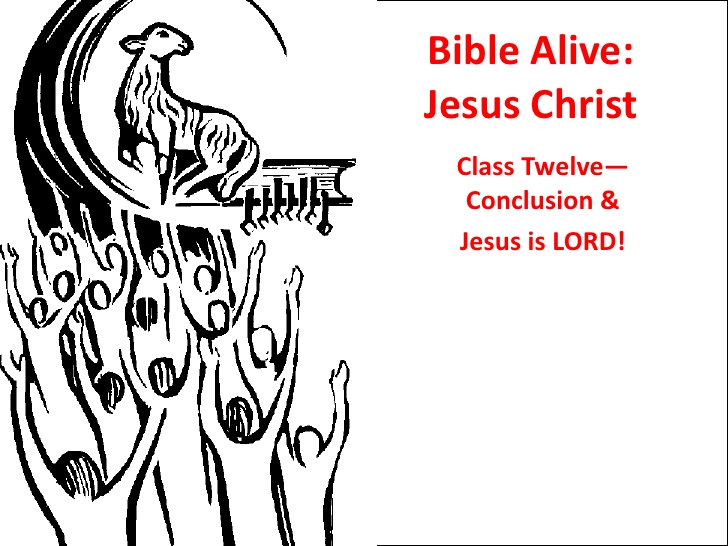 Bible Alive:
Jesus Christ
Class Twelve—
Conclusion &
Jesus is LORD!